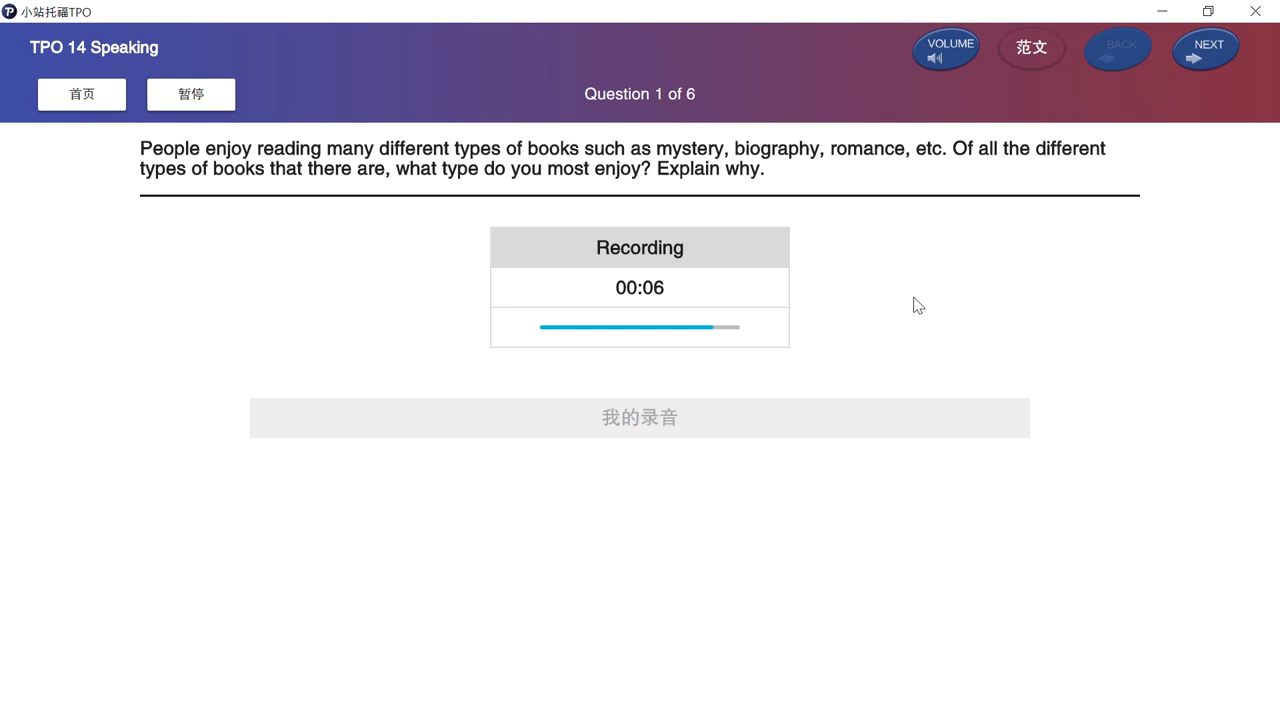 小站托福TPO
TPO 14 Speaking
VOLUME
范文
BACK
NEXT
首页
暂停
Question 1 of 6
People enjoy reading many different types of books such as mystery, biography, romance, etc. Of all the different
types of books that there are, what type do you most enjoy? Explain why.
Recording
00:06
我的录音